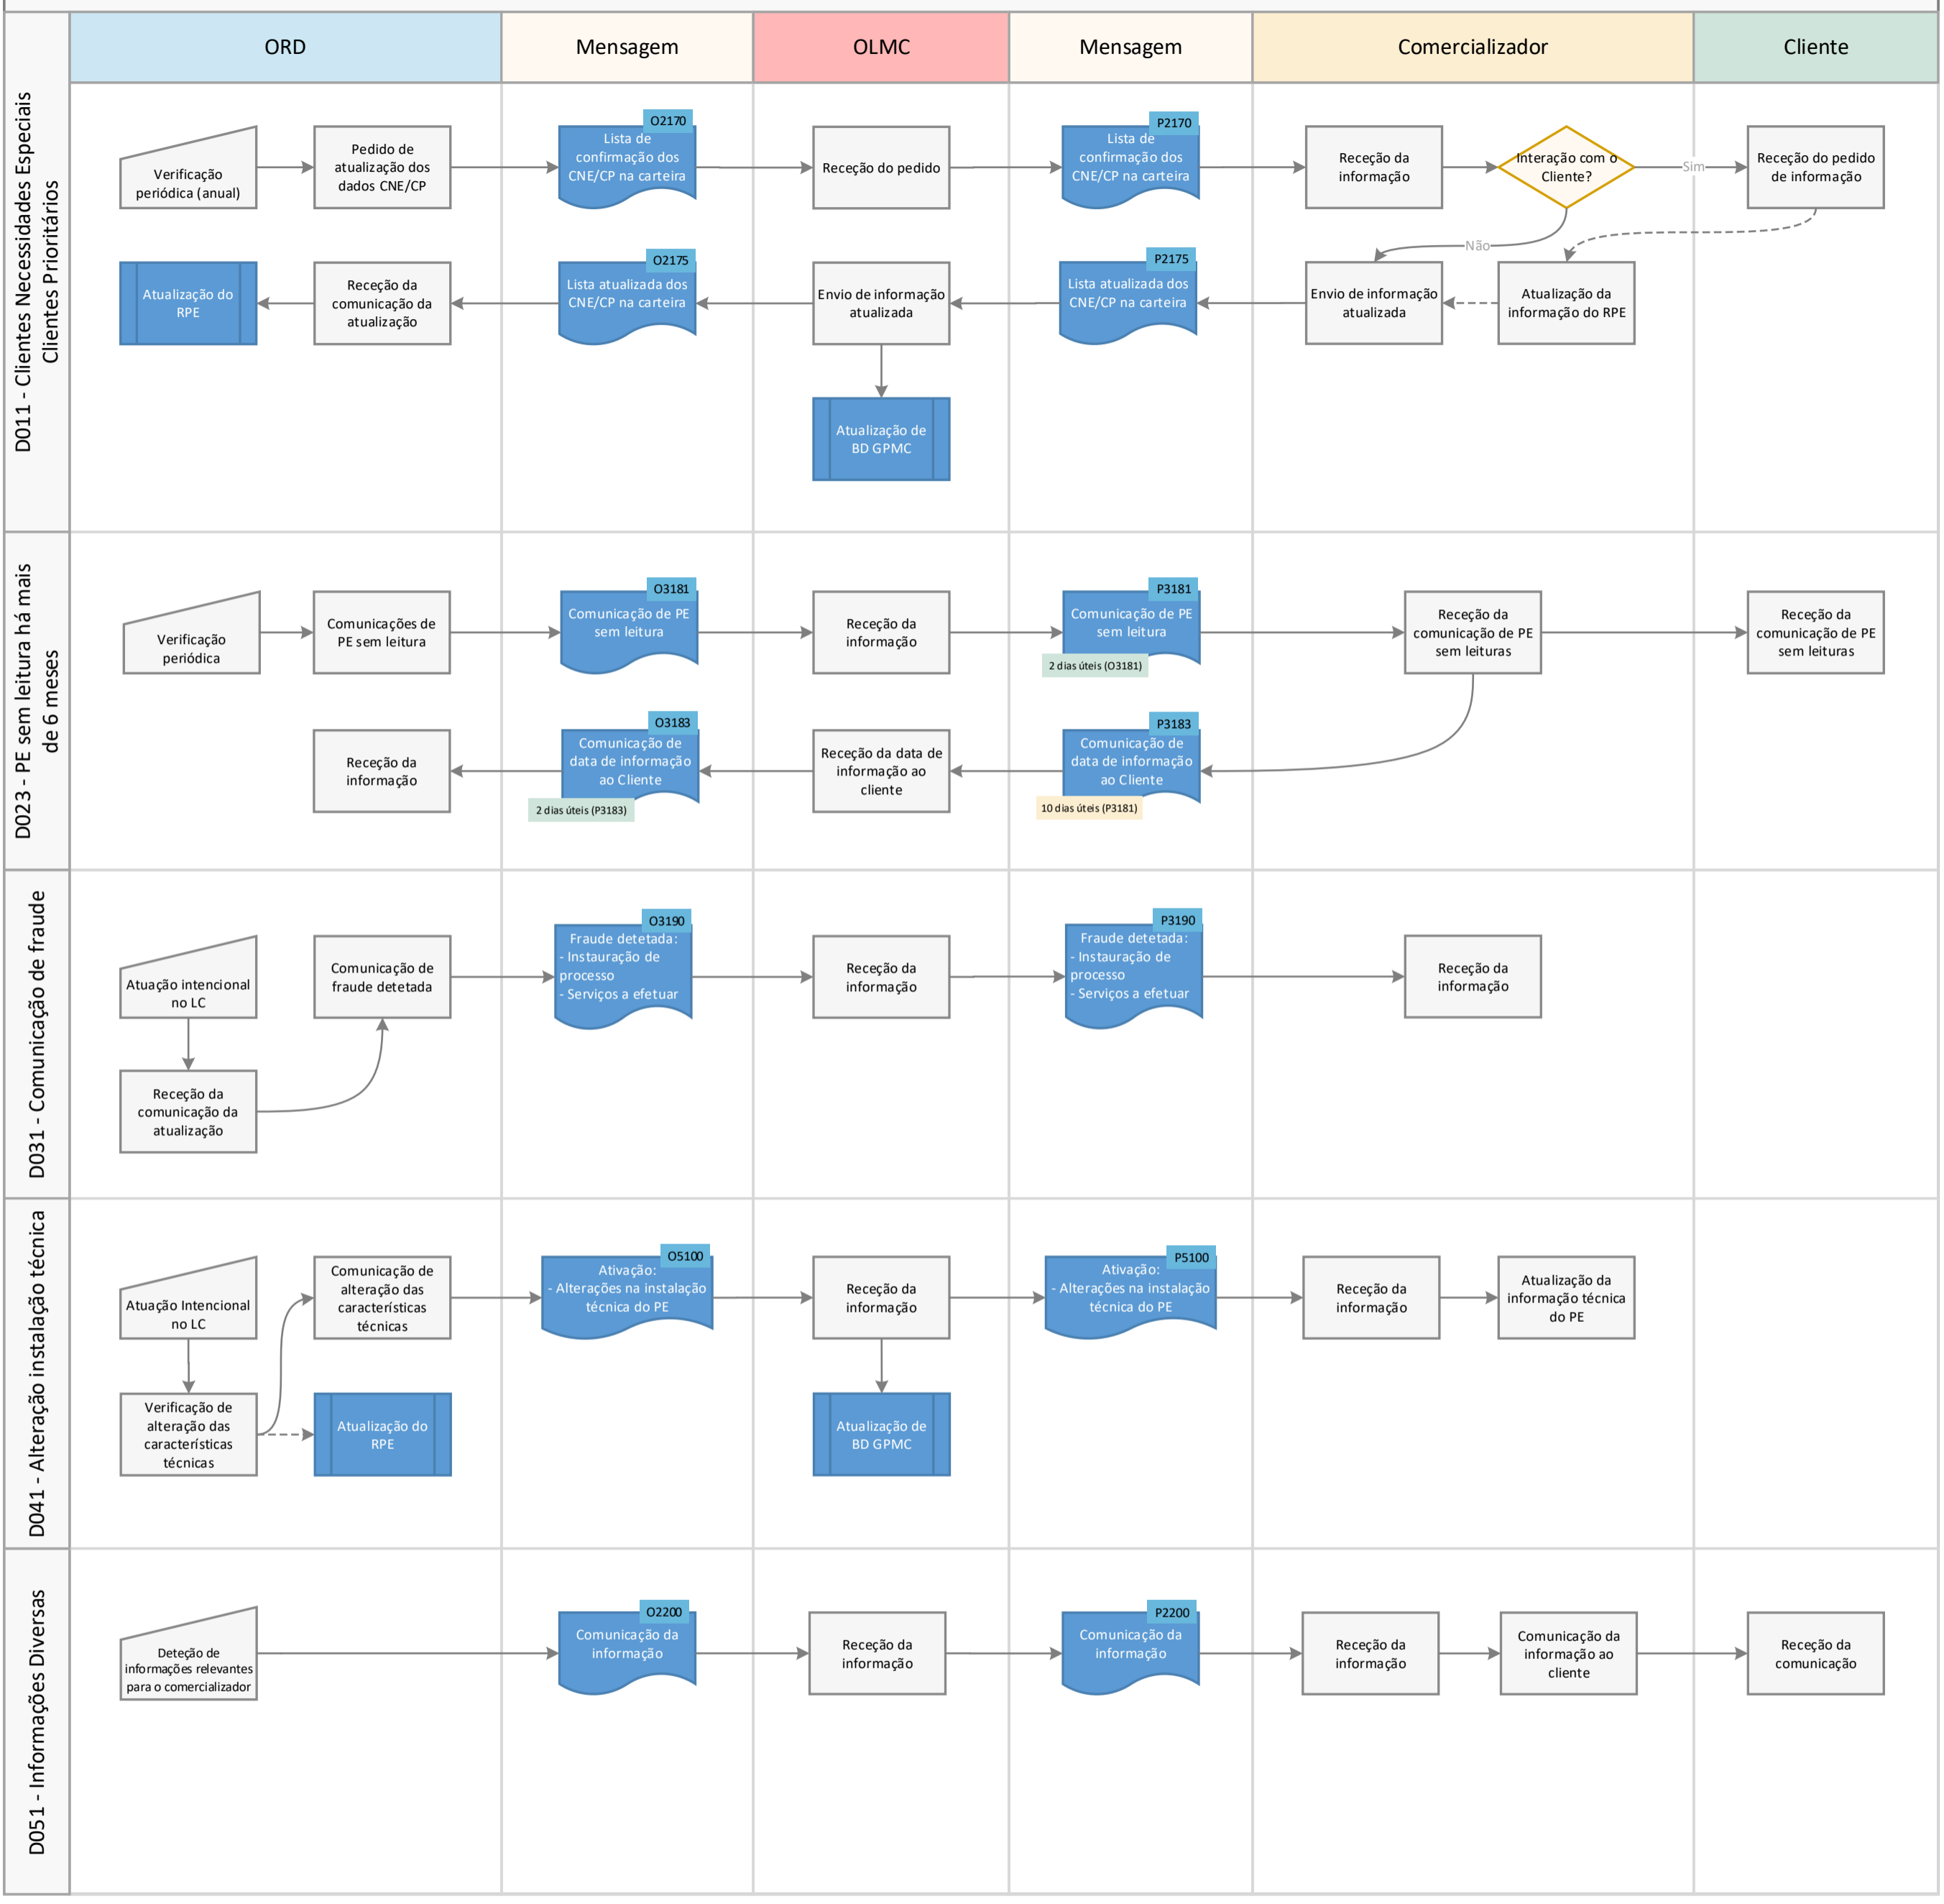 ORD
Mensagem
OLMC
Mensagem
Comercializador
Cliente
D011 - Clientes Necessidades Especiais
Clientes Prioritários
Verificação
periódica (anual)
Pedido de
atualização dos
dados CNE/CP
O2170
Lista de
confirmação dos
CNE/CP na carteira
Receção do pedido
P2170
Lista de
confirmação dos
CNE/CP na carteira
Receção da
informação
Interação com o
Cliente?
Sim
Receção do pedido
de informação
Não
Atualização do
RPE
Receção da
comunicação da
atualização
O2175
Lista atualizada dos
CNE/CP na carteira
Envio de informação
atualizada
P2175
Lista atualizada dos
CNE/CP na carteira
Envio de informação
atualizada
Atualização da
informação do RPE
Atualização de
BD GPMC
D023 - PE sem leitura há mais
de 6 meses
Verificação
periódica
Comunicações de
PE sem leitura
O3181
Comunicação de PE
sem leitura
Receção da
informação
P3181
Comunicação de PE
sem leitura
2 dias úteis (O3181)
Receção da
comunicação de PE
sem leituras
Receção da
comunicação de PE
sem leituras
Receção da
informação
O3183
Comunicação de
data de informação
ao Cliente
2 dias úteis (P3183)
Receção da data de
informação ao
cliente
P3183
Comunicação de
data de informação
ao Cliente
10 dias úteis (P3181)
D031 - Comunicação de fraude
Atuação intencional
no LC
Comunicação de
fraude detetada
O3190
Fraude detetada:
- Instauração de
processo
- Serviços a efetuar
Receção da
informação
P3190
Fraude detetada:
- Instauração de
processo
- Serviços a efetuar
Receção da
informação
Receção da
comunicação da
atualização
D041 - Alteração instalação técnica
Atuação Intencional
no LC
Comunicação de
alteração das
características
técnicas
O5100
Ativação:
- Alterações na instalação
técnica do PE
Receção da
informação
P5100
Ativação:
- Alterações na instalação
técnica do PE
Receção da
informação
Atualização da
informação técnica
do PE
Verificação de
alteração das
características
técnicas
Atualização do
RPE
Atualização de
BD GPMC
D051 - Informações Diversas
Deteção de
informações relevantes
para o comercializador
O2200
Comunicação da
informação
Receção da
informação
P2200
Comunicação da
informação
Receção da
informação
Comunicação da
informação ao
cliente
Receção da
comunicação